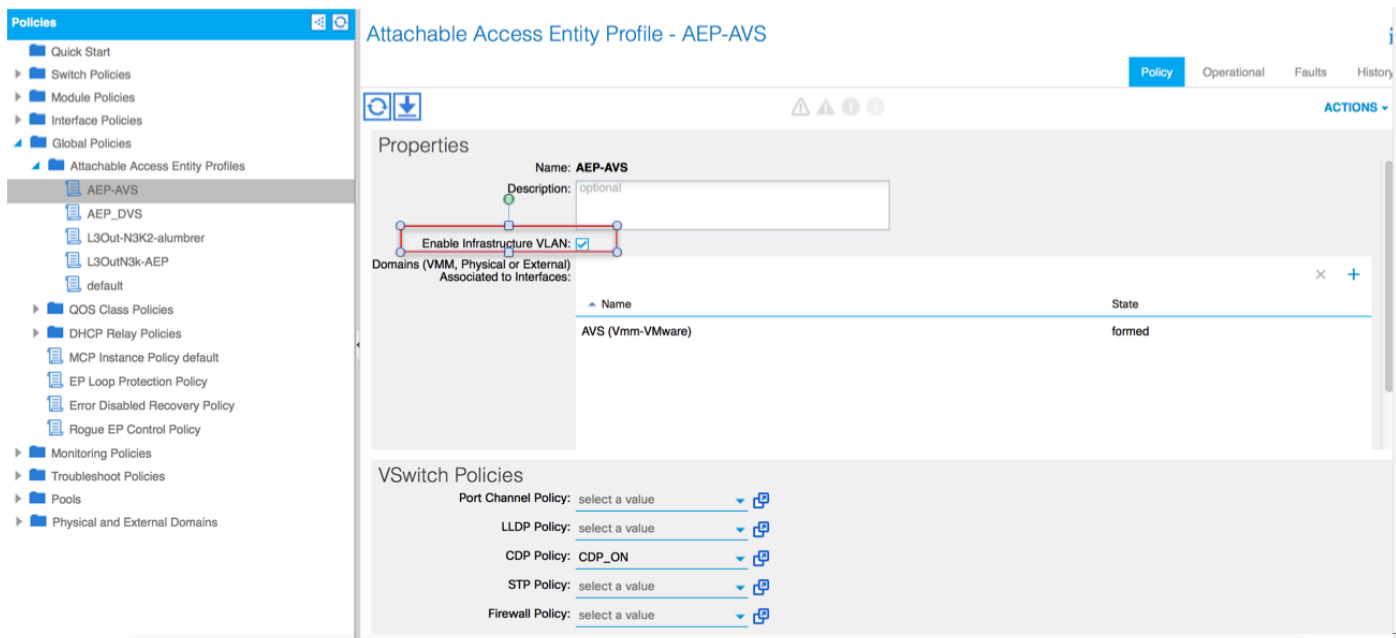 Policies
Quick Start
Switch Policies
Module Policies
Interface Policies
Global Policies
Attachable Access Entity Profiles
AEP-AVS
AEP_DVS
L3Out-N3K2-alumbrer
L3OutN3k-AEP
default
QOS Class Policies
DHCP Relay Policies
MCP Instance Policy default
EP Loop Protection Policy
Error Disabled Recovery Policy
Rogue EP Control Policy
Monitoring Policies
Troubleshoot Policies
Pools
Physical and External Domains
Attachable Access Entity Profile - AEP-AVS
i
Policy Operational Faults History
ACTIONS
Properties
Name: AEP-AVS
Description: optional
Enable Infrastructure VLAN:
Domains (VMM, Physical or External)
Associated to Interfaces:
Name State
AVS (Vmm-VMware) formed
VSwitch Policies
Port Channel Policy: select a value
LLDP Policy: select a value
CDP Policy: CDP_ON
STP Policy: select a value
Firewall Policy: select a value